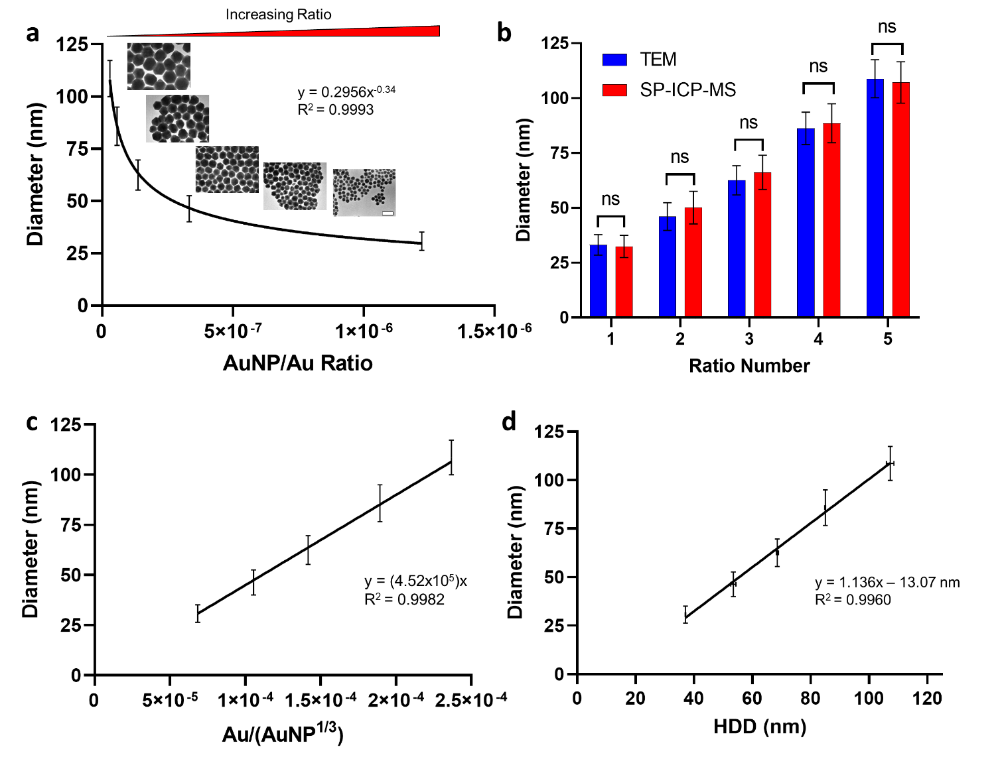 Increasing Ratio
a
125
100
75
50
25
0
Diameter (nm)
y = 0.2956x^-0.34
R² = 0.9993
0
5×10^-7
1×10^-6
1.5×10^-6
AuNP/Au Ratio
b
125
100
75
50
25
0
Diameter (nm)
TEM
SP-ICP-MS
ns
ns
ns
ns
ns
1
2
3
4
5
Ratio Number
c
125
100
75
50
25
0
Diameter (nm)
y = (4.52x10⁵)x
R² = 0.9982
0
5×10^-5
1×10^-4
1.5×10^-4
2×10^-4
2.5×10^-4
Au/(AuNP^1/3)
d
125
100
75
50
25
0
Diameter (nm)
y = 1.136x – 13.07 nm
R² = 0.9960
0
20
40
60
80
100
120
HDD (nm)